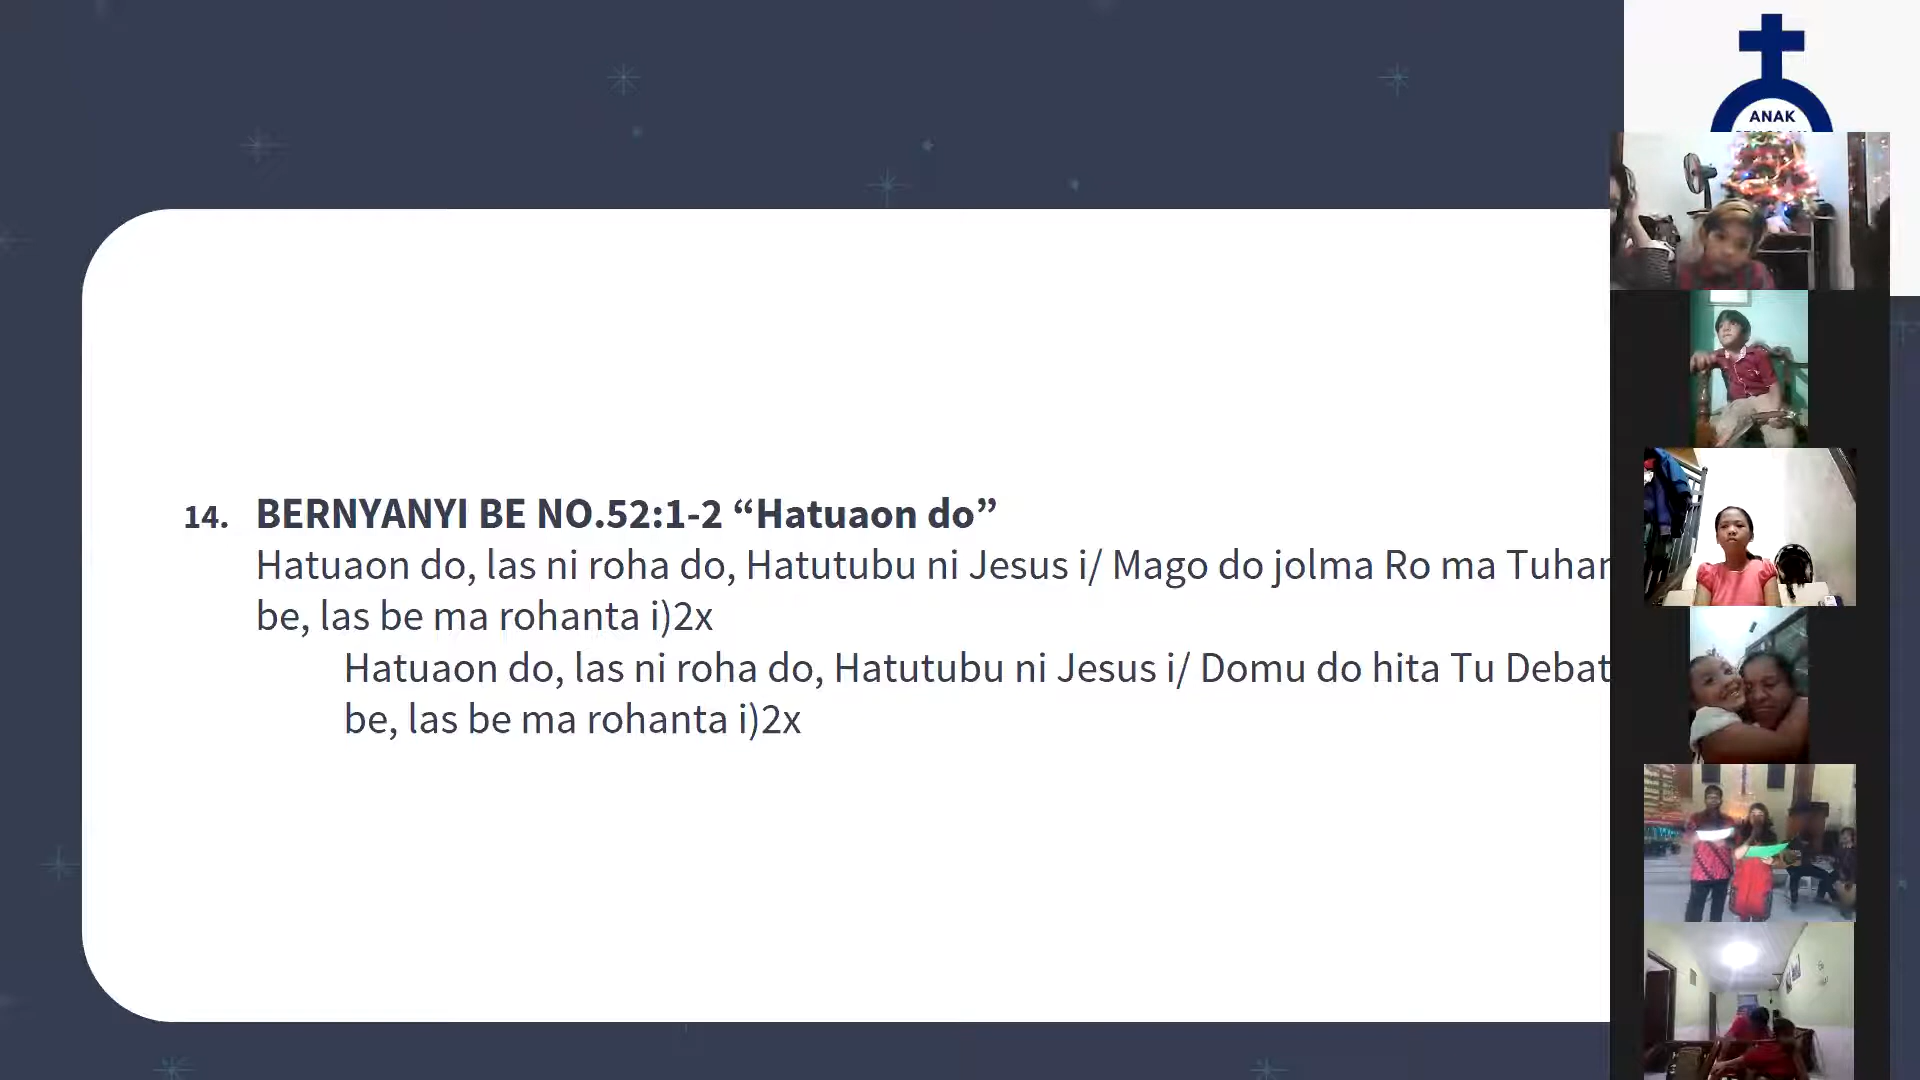 ANAK
14. BERNYANYI BE NO.52:1-2 “Hatuaon do”
Hatuaon do, las ni roha do, Hatutubu ni Jesus i/ Mago do jolma Ro ma
be, las be ma rohanta i)2x
Hatuaon do, las ni roha do, Hatutubu ni Jesus i/ Domu do hita Tu
be, las be ma rohanta i)2x